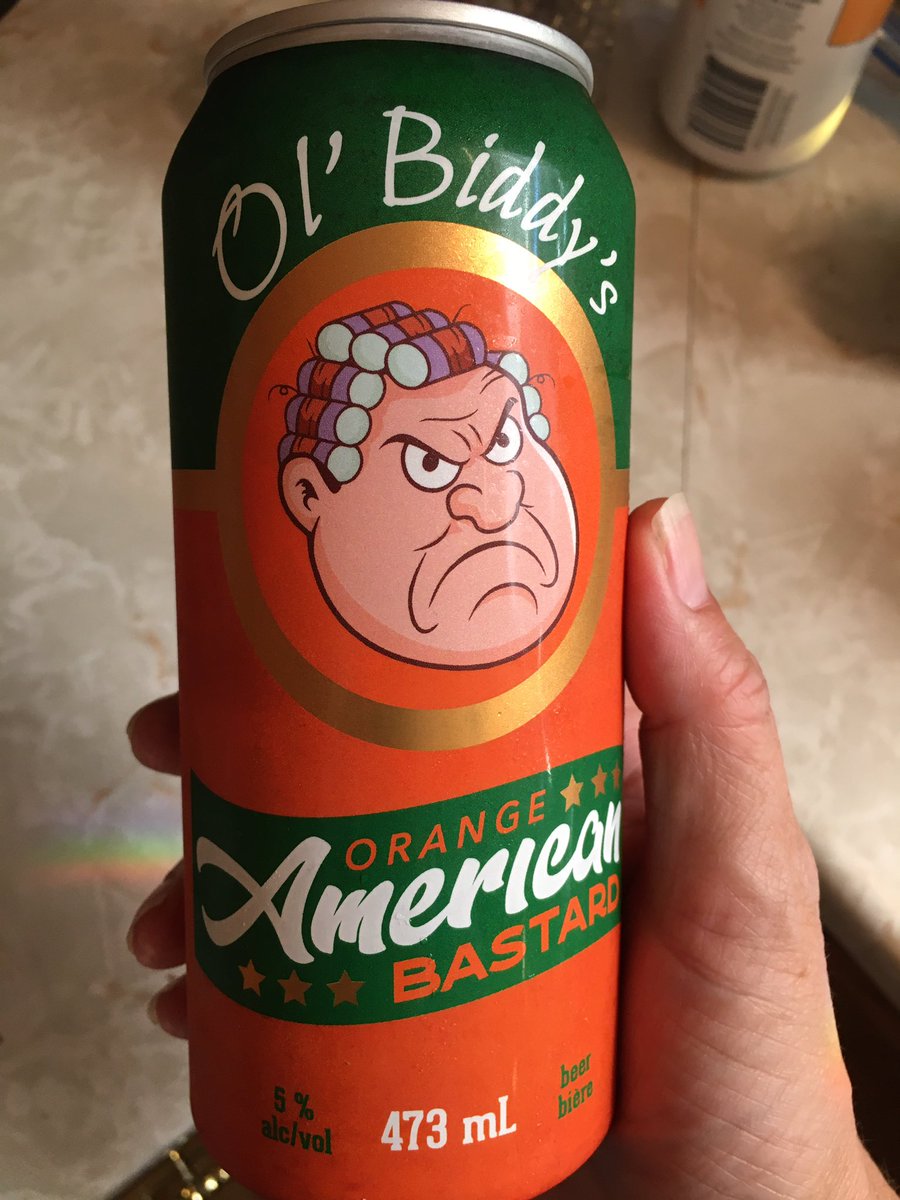 Ol' Biddy's
ORANGE
American
BASTARD
5 %
alc/vol
473 mL
beer
bière